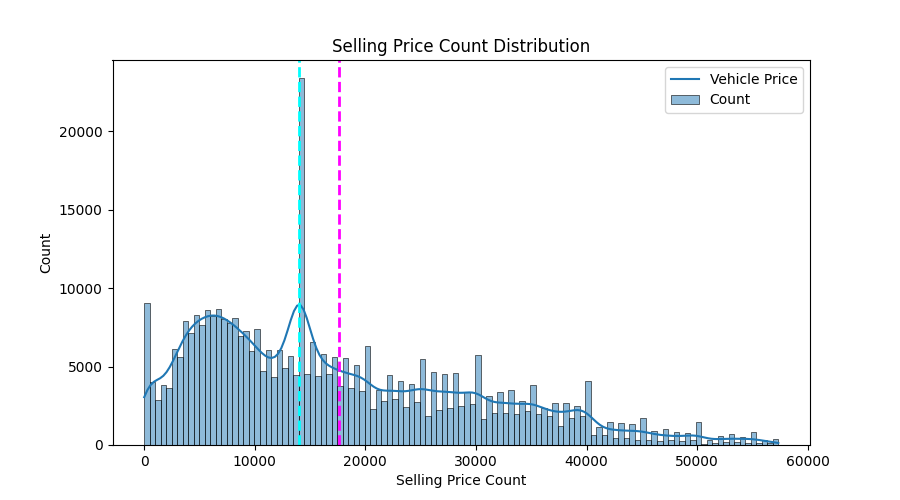 Selling Price Count Distribution
Vehicle Price
Count
20000
15000
10000
5000
0
Count
0 10000 20000 30000 40000 50000 60000
Selling Price Count